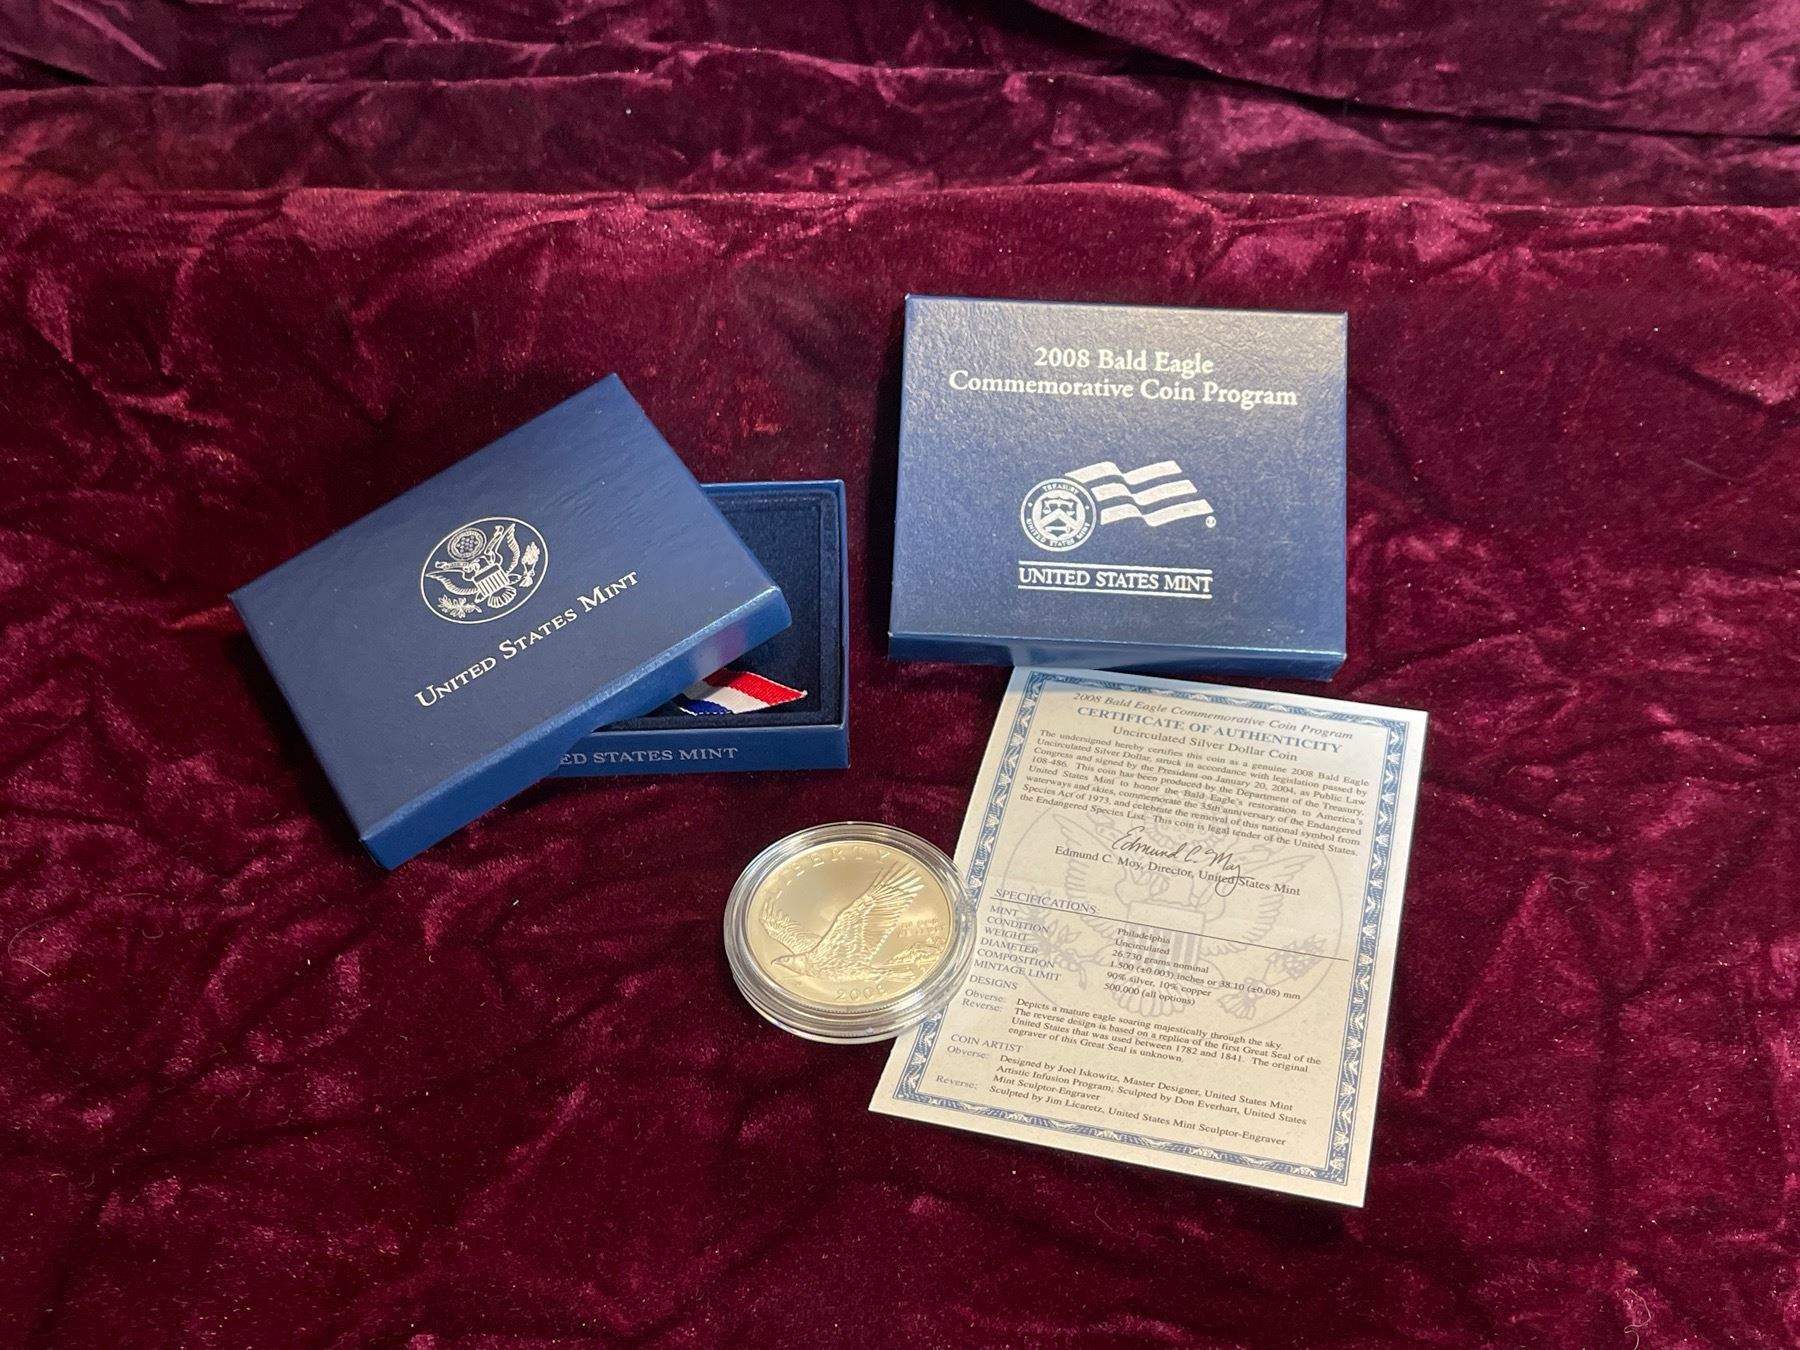 2008 Bald Eagle
Commemorative Coin Program
TREASURY
UNITED STATES MINT
UNITED STATES MINT
UNITED STATES MINT
ED STATES MINT
LIBERTY
2008
2008 Bald Eagle Commemorative Coin Program
CERTIFICATE OF AUTHENTICITY
Uncirculated Silver Dollar Coin
The undersigned hereby certifies this coin as a genuine 2008 Bald Eagle
Uncirculated Silver Dollar, struck in accordance with legislation passed by
Congress and signed by the President on January 20, 2004, as Public Law
108-486. This coin has been produced by the Department of the Treasury,
United States Mint to honor the Bald Eagle's restoration to America's
waterways and skies, commemorate the 35th anniversary of the Endangered
Species Act of 1973, and celebrate the removal of this national symbol from
the Endangered Species List. This coin is legal tender of the United States.
Edmund C. Moy
Edmund C. Moy, Director, United States Mint
SPECIFICATIONS:
MINT Philadelphia
CONDITION Uncirculated
WEIGHT 26.730 grams nominal
DIAMETER 1.500 (±0.003) inches or 38.10 (±0.08) mm
COMPOSITION 90% silver, 10% copper
MINTAGE LIMIT 500,000 (all options)
DESIGNS
Obverse: Depicts a mature eagle soaring majestically through the sky.
Reverse: The reverse design is based on a replica of the first Great Seal of the
United States that was used between 1782 and 1841. The original
engraver of this Great Seal is unknown.
COIN ARTIST
Obverse: Designed by Joel Iskowitz, Master Designer, United States Mint
Artistic Infusion Program; Sculpted by Don Everhart, United States
Mint Sculptor-Engraver
Reverse: Sculpted by Jim Licaretz, United States Mint Sculptor-Engraver